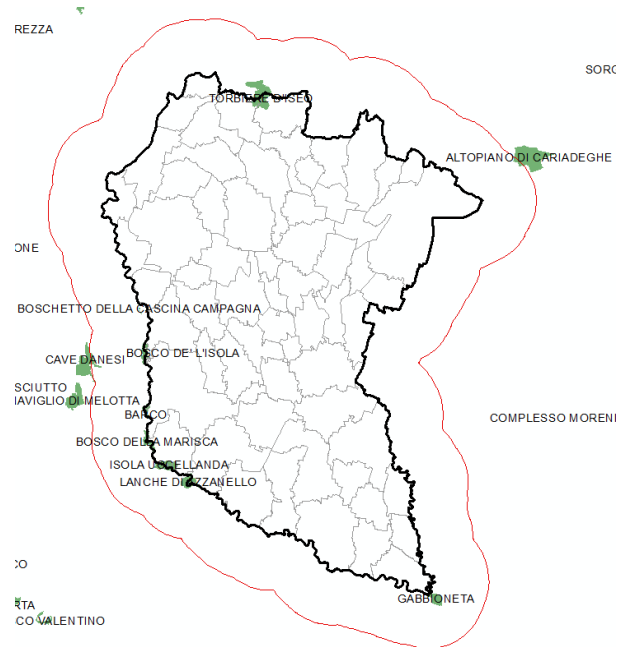 REZZA
SORC
TORBIERE D'ISEO
ALTOPIANO DI CARIADEGHE
ONE
BOSCHETTO DELLA CASCINA CAMPAGNA
BOSCO DE' L'ISOLA
CAVE DANESI
SCIUTTO
NAVIGLIO DI MELOTTA
BARCO
COMPLESSO MORENI
BOSCO DELLA MARISCA
ISOLA UCCELLANDA
LANCHE DI AZZANELLO
CO
GABBIONETA
RTA
CO VALENTINO